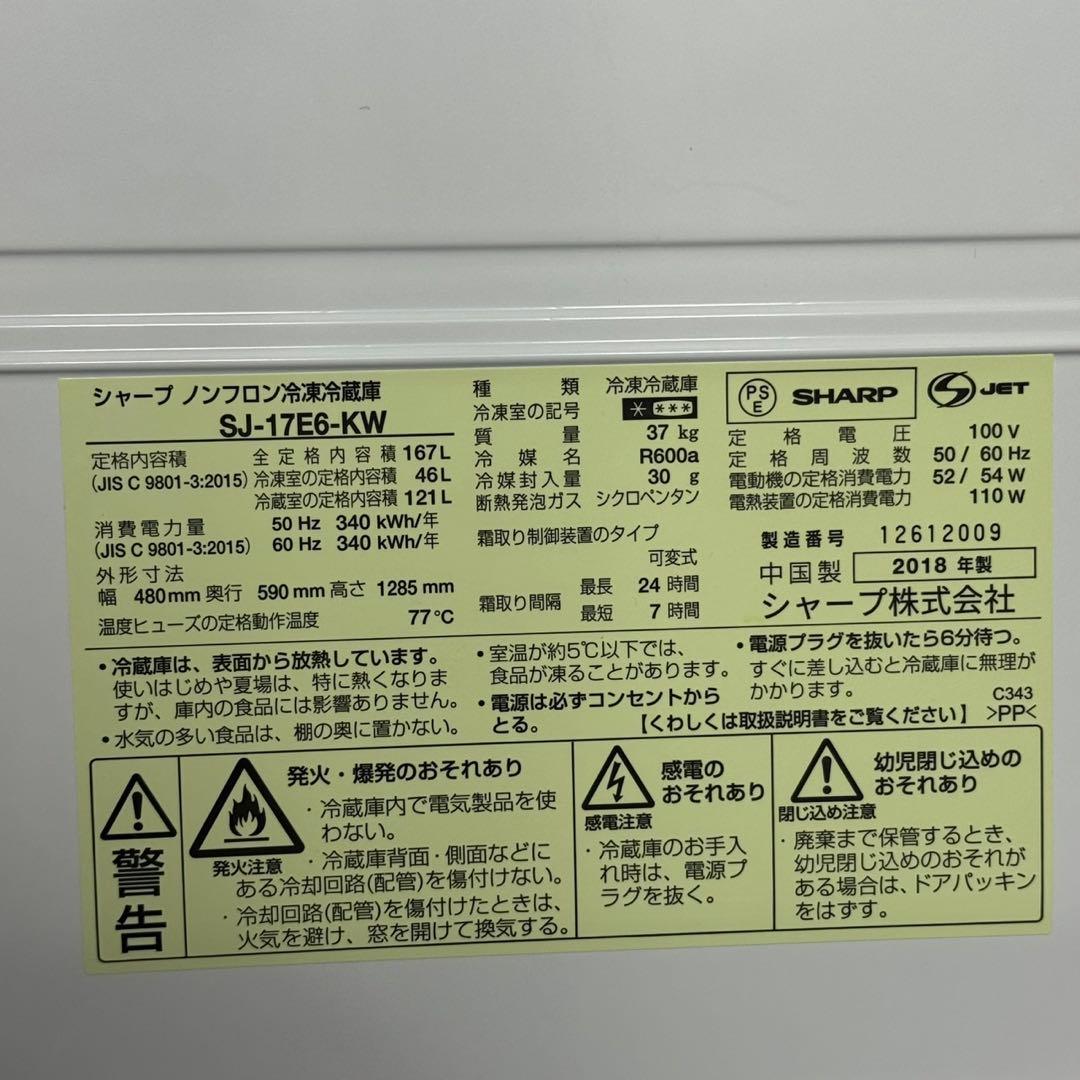 シャープ ノンフロン冷凍冷蔵庫
SJ-17E6-KW
定格内容積 全定格内容積 167L
(JIS C 9801-3:2015) 冷凍室の定格内容積 46L
冷蔵室の定格内容積 121L
消費電力量 50 Hz 340 kWh/年
(JIS C 9801-3:2015) 60 Hz 340 kWh/年
外形寸法
幅 480mm 奥行 590mm 高さ 1285mm
温度ヒューズの定格動作温度 77℃
種類 冷凍冷蔵庫
冷凍室の記号 * ***
質量 37 kg
冷媒名 R600a
冷媒封入量 30 g
断熱発泡ガス シクロペンタン
霜取り制御装置のタイプ
可変式
霜取り間隔 最長 24 時間
最短 7 時間
PS E SHARP S JET
定格電圧 100 V
定格周波数 50 / 60 Hz
電動機の定格消費電力 52 / 54 W
電熱装置の定格消費電力 110 W
製造番号 12612009
中国製 2018 年製
シャープ株式会社
・冷蔵庫は、表面から放熱しています。
使いはじめや夏場は、特に熱くなりま
すが、庫内の食品には影響ありません。
・水気の多い食品は、棚の奥に置かない。
・室温が約5℃以下では、
食品が凍ることがあります。
・電源は必ずコンセントから
とる。
・電源プラグを抜いたら6分待つ。
すぐに差し込むと冷蔵庫に無理が
かかります。
C343
【くわしくは取扱説明書をご覧ください】 >PP<
警告
発火注意
発火・爆発のおそれあり
・冷蔵庫内で電気製品を使
わない。
・冷蔵庫背面・側面などに
ある冷却回路(配管)を傷付けない。
・冷却回路(配管)を傷付けたときは、
火気を避け、窓を開けて換気する。
感電注意
感電の
おそれあり
・冷蔵庫のお手入
れ時は、電源プ
ラグを抜く。
閉じ込め注意
幼児閉じ込めの
おそれあり
・廃棄まで保管するとき、
幼児閉じ込めのおそれが
ある場合は、ドアパッキン
をはずす。